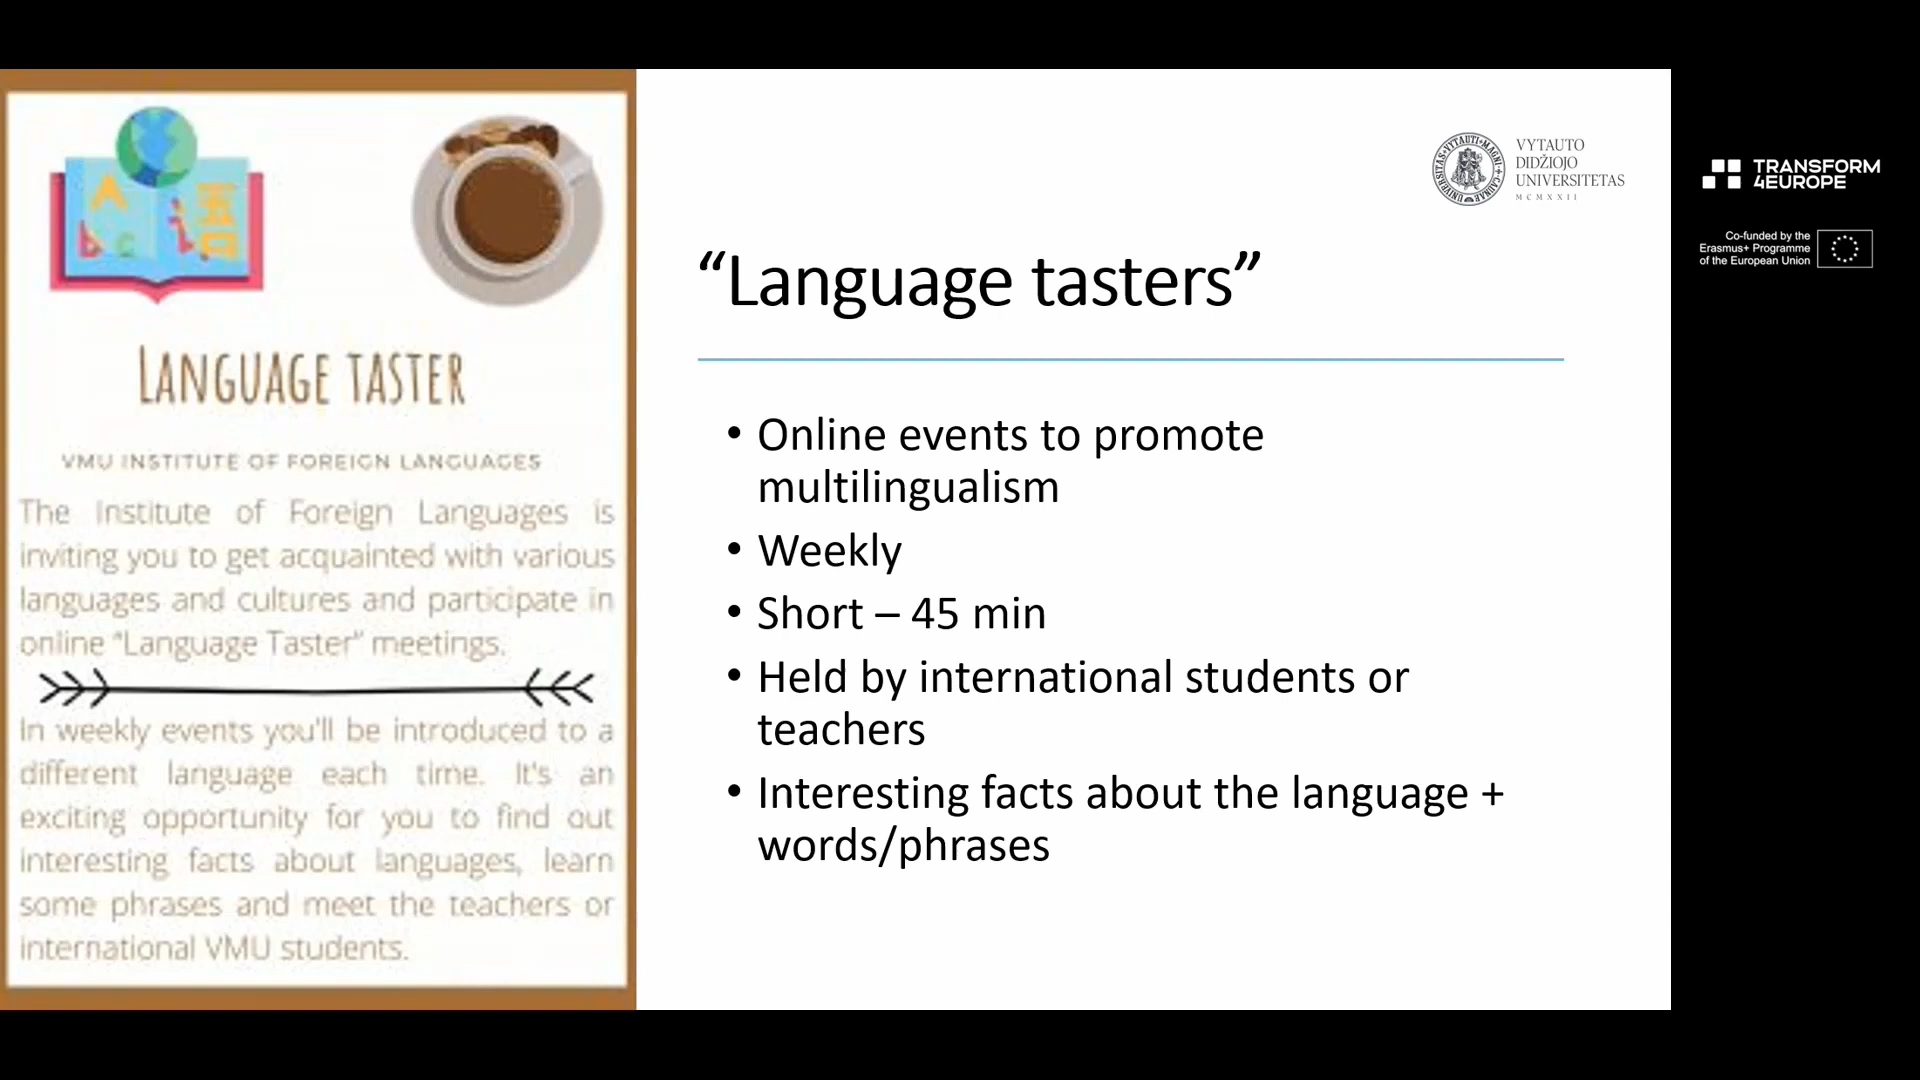 LANGUAGE TASTER
VMU INSTITUTE OF FOREIGN LANGUAGES
The Institute of Foreign Languages is
inviting you to get acquainted with various
languages and cultures and participate in
online “Language Taster” meetings.
In weekly events you'll be introduced to a
different language each time. It's an
exciting opportunity for you to find out
interesting facts about languages, learn
some phrases and meet the teachers or
international VMU students.
VYTAUTO
DIDŽIOJO
UNIVERSITETAS
MCMXXII
“Language tasters”
• Online events to promote
multilingualism
• Weekly
• Short – 45 min
• Held by international students or
teachers
• Interesting facts about the language +
words/phrases
TRANSFORM
4EUROPE
Co-funded by the
Erasmus+ Programme
of the European Union